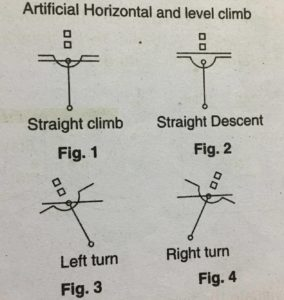 Artificial Horizontal and level climb
Straight climb
Straight Descent
Fig. 1
Fig. 2
Left turn
Right turn
Fig. 3
Fig. 4